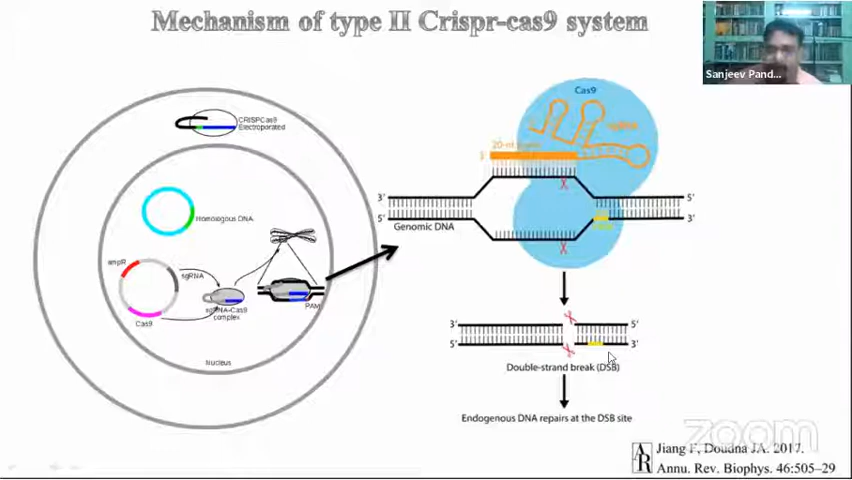 Mechanism of type II Crispr-cas9 system
Sanjeev Pand...
CRISPCas9
Electroporated
Homologous DNA
ampR
sgRNA
sgRNA-Cas9
complex
PAM
Cas9
Nucleus
Cas9
20-nt
3'
5'
Genomic DNA
5'
3'
3'
5'
5'
3'
Double-strand break (DSB)
Endogenous DNA repairs at the DSB site
zoom
AR
Jiang F, Doudna JA. 2017.
Annu. Rev. Biophys. 46:505–29